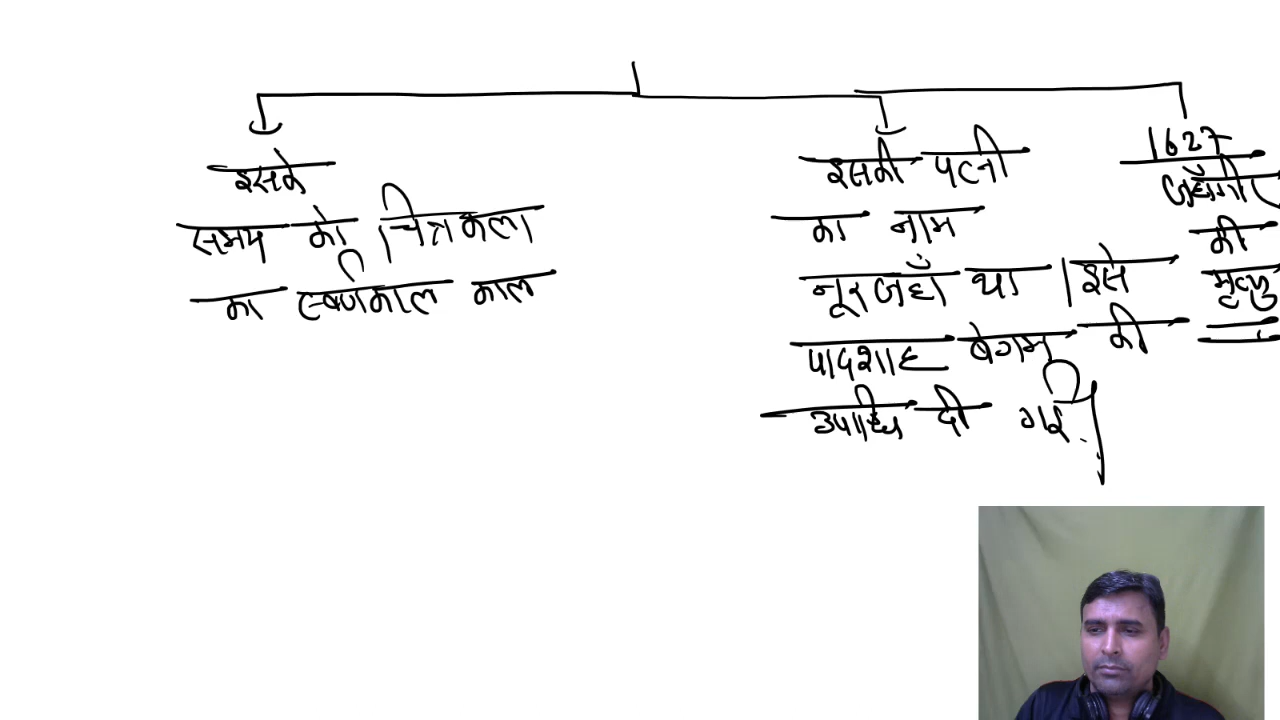 इसके
समय को चित्रकला
का स्वर्णकाल काल
इसकी पत्नी
का नाम
नूरजहाँ था। इसे
पादशाह बेगम की
उपाधि दी गई।
1627
जहाँगीर
की
मृत्यु